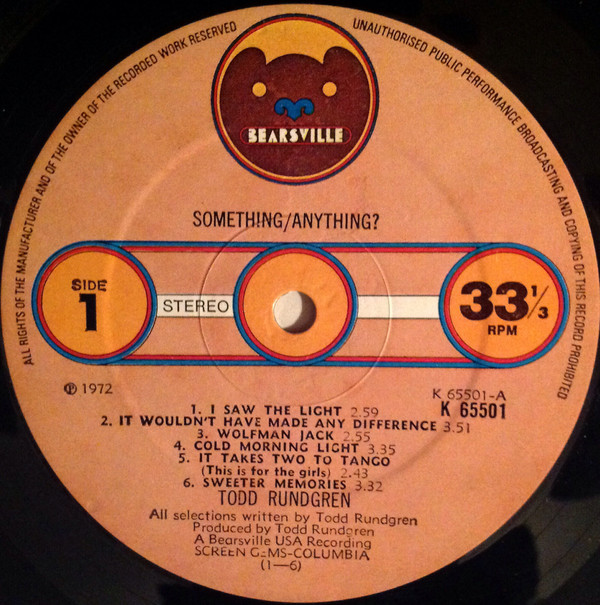 ALL RIGHTS OF THE MANUFACTURER AND OF THE OWNER OF THE RECORDED WORK RESERVED
UNAUTHORISED PUBLIC PERFORMANCE BROADCASTING AND COPYING OF THIS RECORD PROHIBITED
BEARSVILLE
SOMETHING/ANYTHING?
SIDE
1
STEREO
33 1/3
RPM
℗ 1972
K 65501-A
K 65501
1. I SAW THE LIGHT 2.59
2. IT WOULDN'T HAVE MADE ANY DIFFERENCE 3.51
3. WOLFMAN JACK 2.55
4. COLD MORNING LIGHT 3.35
5. IT TAKES TWO TO TANGO
(This is for the girls) 2.43
6. SWEETER MEMORIES 3.32
TODD RUNDGREN
All selections written by Todd Rundgren
Produced by Todd Rundgren
A Bearsville USA Recording
SCREEN GEMS-COLUMBIA
(1—6)